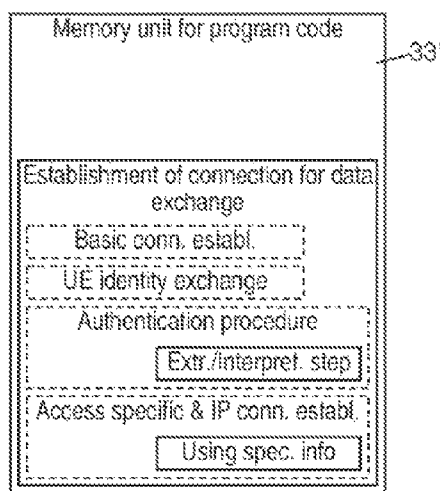 Memory unit for program code
33'
Establishment of connection for data
exchange
Basic conn. establ.
UE identity exchange
Authentication procedure
Extr./Interpret. step
Access specific & IP conn. establ.
Using spec. info